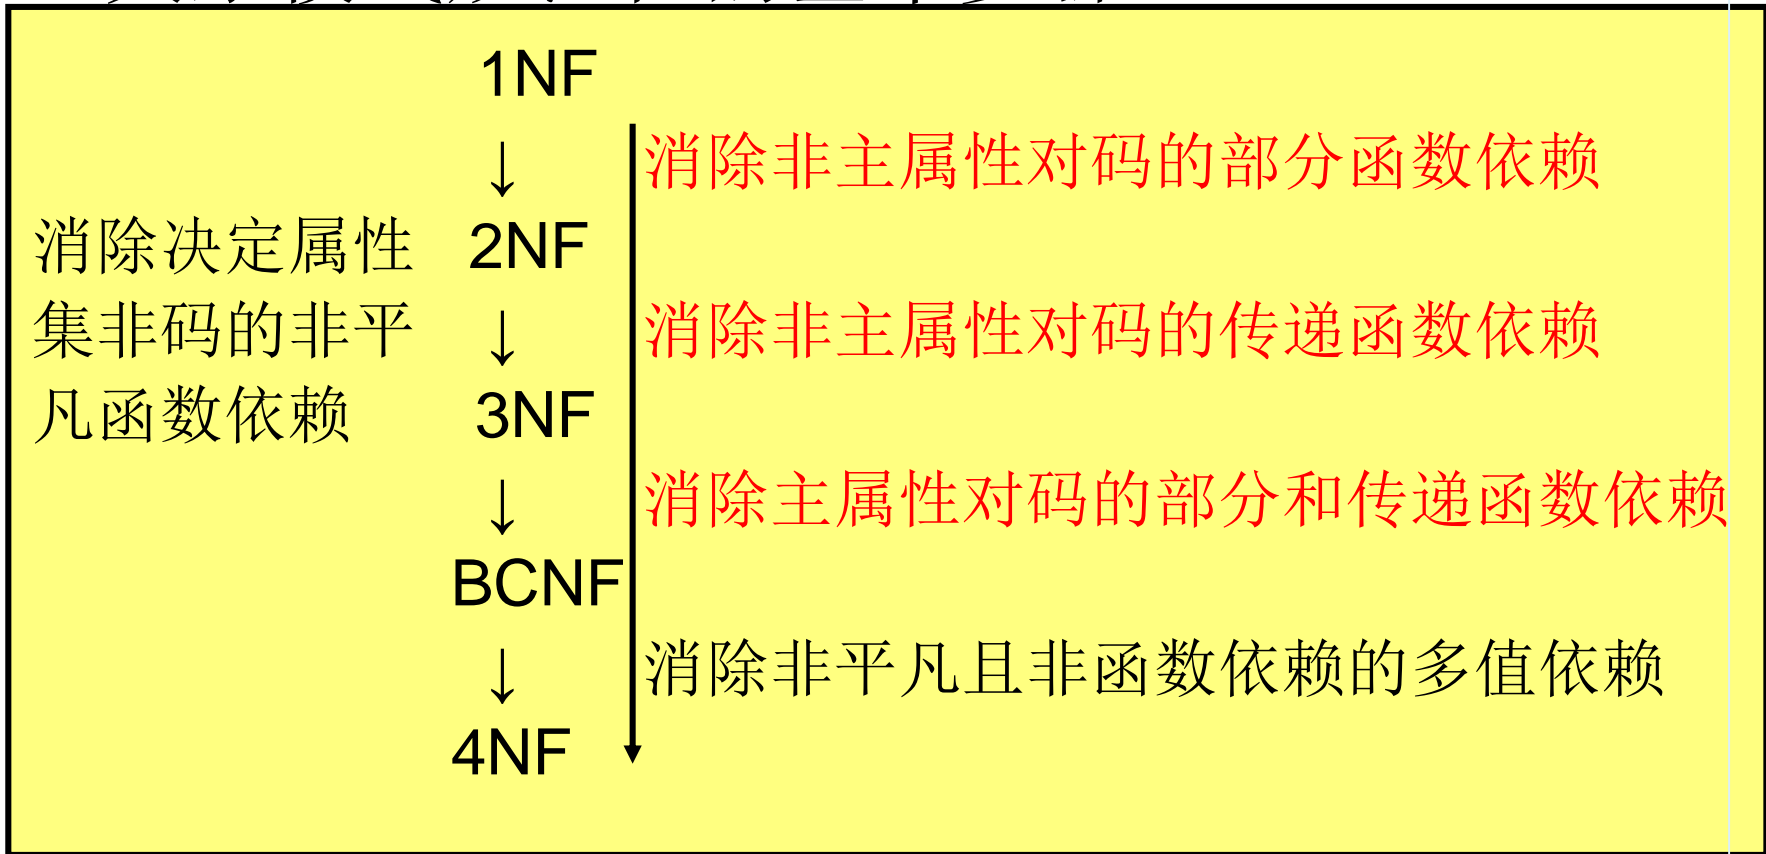 1NF
↓ 消除非主属性对码的部分函数依赖
消除决定属性 2NF
集非码的非平 ↓ 消除非主属性对码的传递函数依赖
凡函数依赖 3NF
↓ 消除主属性对码的部分和传递函数依赖
BCNF
↓ 消除非平凡且非函数依赖的多值依赖
4NF